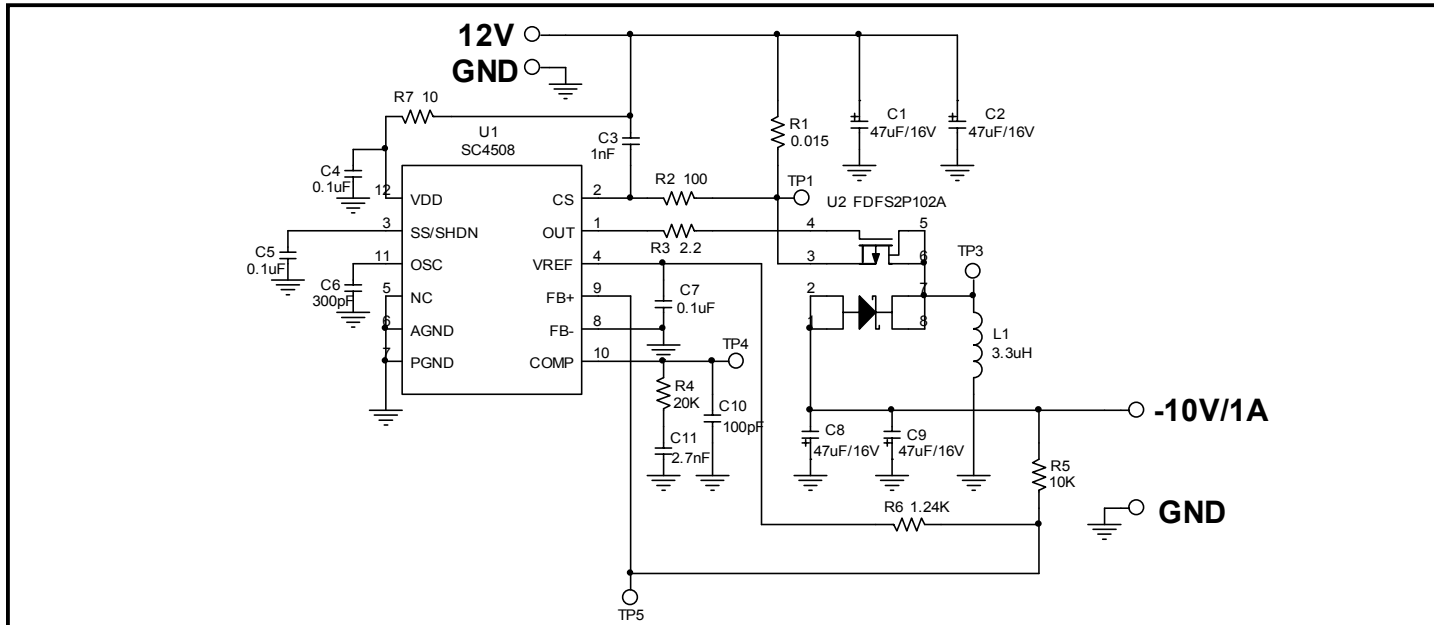 12V
GND
R7 10
U1
SC4508
C3
1nF
R1
0.015
C1
47uF/16V
C2
47uF/16V
C4
0.1uF
12
VDD
CS
2
R2 100
TP1
U2 FDFS2P102A
3
SS/SHDN
OUT
1
R3 2.2
4
5
C5
0.1uF
11
OSC
VREF
4
3
6
TP3
C6
300pF
5
NC
FB+
9
C7
0.1uF
2
7
6
AGND
FB-
8
1
8
L1
3.3uH
7
PGND
COMP
10
TP4
R4
20K
C10
100pF
C11
2.7nF
C8
47uF/16V
C9
47uF/16V
-10V/1A
R5
10K
R6 1.24K
GND
TP5